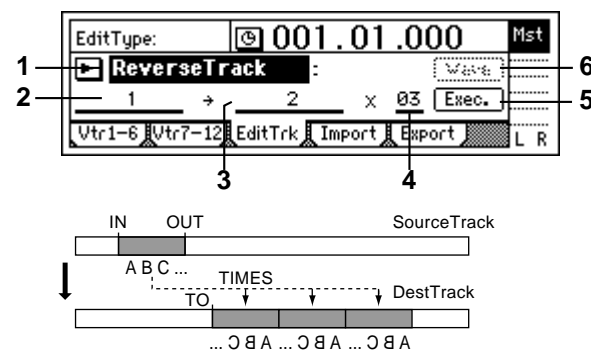 EditType: 001.01.000 Mst
1 ReverseTrack : Wave 6
2 1 → 2 x 03 Exec. 5
Vtr1-6 Vtr7-12 EditTrk Import Export L R
3 4
IN OUT SourceTrack
A B C ...
TIMES
TO DestTrack
... C B A ... C B A ... C B A